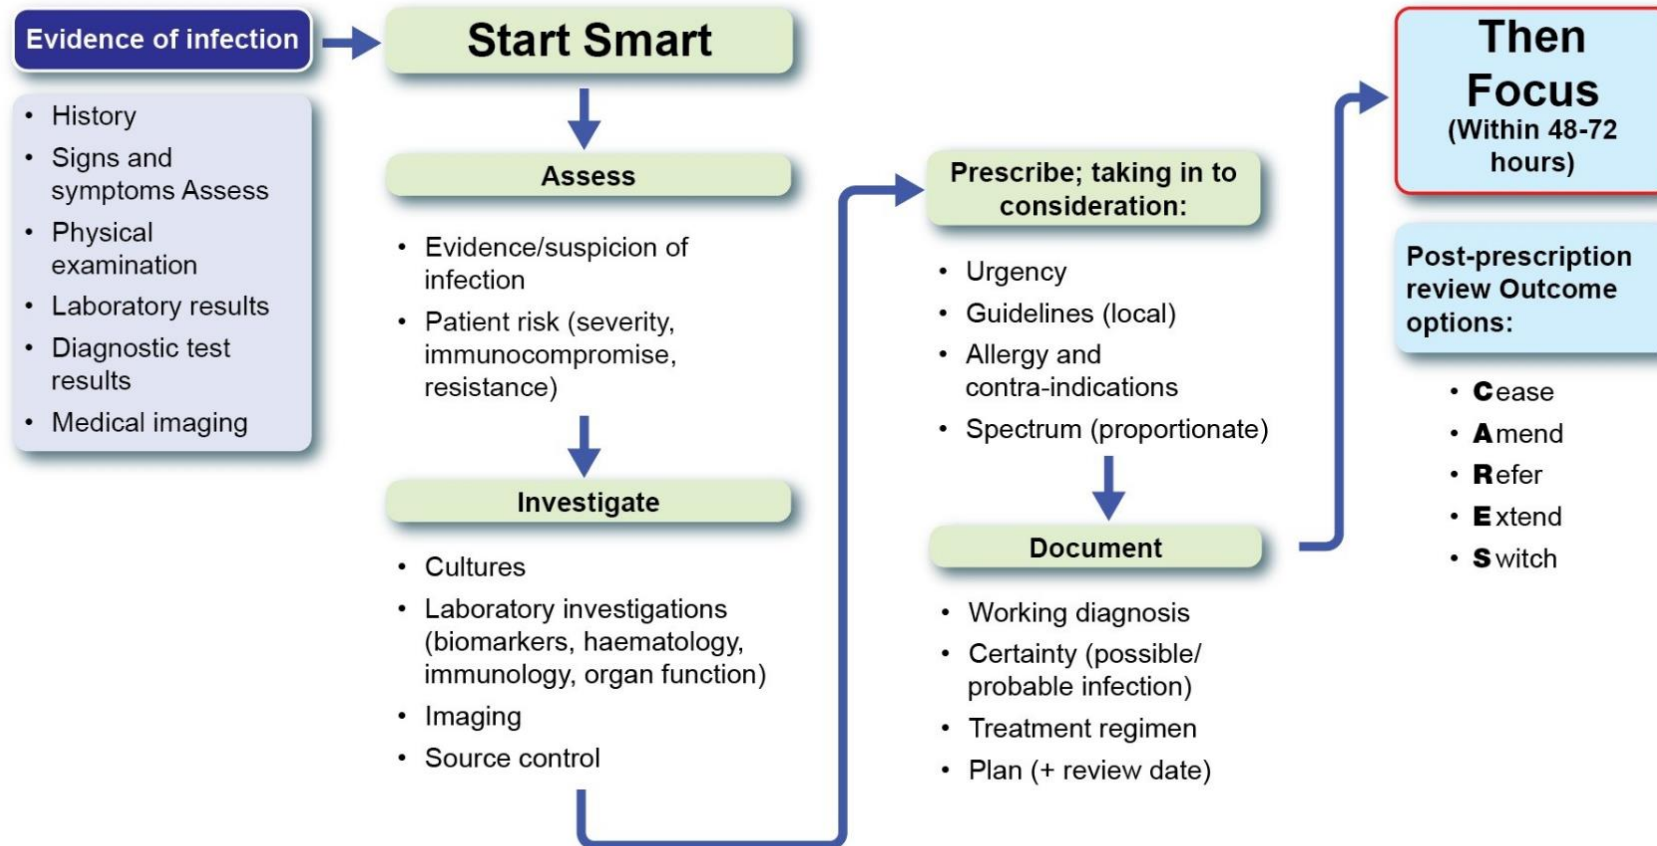 Evidence of infection
• History
• Signs and
symptoms Assess
• Physical
examination
• Laboratory results
• Diagnostic test
results
• Medical imaging
Start Smart
Assess
• Evidence/suspicion of
infection
• Patient risk (severity,
immunocompromise,
resistance)
Investigate
• Cultures
• Laboratory investigations
(biomarkers, haematology,
immunology, organ function)
• Imaging
• Source control
Prescribe; taking in to
consideration:
• Urgency
• Guidelines (local)
• Allergy and
contra-indications
• Spectrum (proportionate)
Document
• Working diagnosis
• Certainty (possible/
probable infection)
• Treatment regimen
• Plan (+ review date)
Then
Focus
(Within 48-72
hours)
Post-prescription
review Outcome
options:
• Cease
• Amend
• Refer
• Extend
• Switch